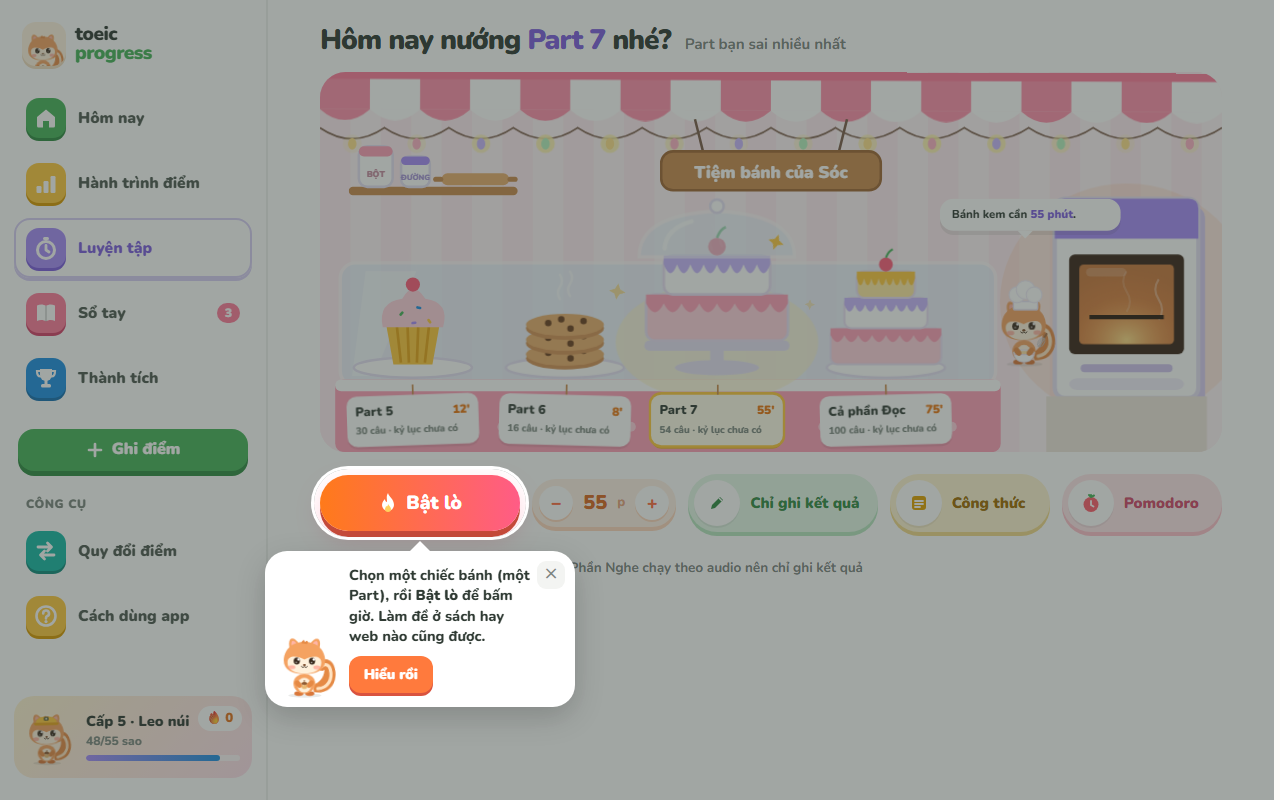 toeic
progress
Hôm nay
Hành trình điểm
Luyện tập
Sổ tay
3
Thành tích
Ghi điểm
CÔNG CỤ
Quy đổi điểm
Cách dùng app
Cấp 5 · Leo núi
0
48/55 sao
Hôm nay nướng Part 7 nhé? Part bạn sai nhiều nhất
BỘT
ĐƯỜNG
Tiệm bánh của Sóc
Bánh kem cần 55 phút.
Part 5 12'
30 câu · kỷ lục chưa có
Part 6 8'
16 câu · kỷ lục chưa có
Part 7 55'
54 câu · kỷ lục chưa có
Cả phần Đọc 75'
100 câu · kỷ lục chưa có
Bật lò
− 55 P +
Chỉ ghi kết quả
Công thức
Pomodoro
Phần Nghe chạy theo audio nên chỉ ghi kết quả
Chọn một chiếc bánh (một
Part), rồi Bật lò để bấm
giờ. Làm đề ở sách hay
web nào cũng được.
Hiểu rồi